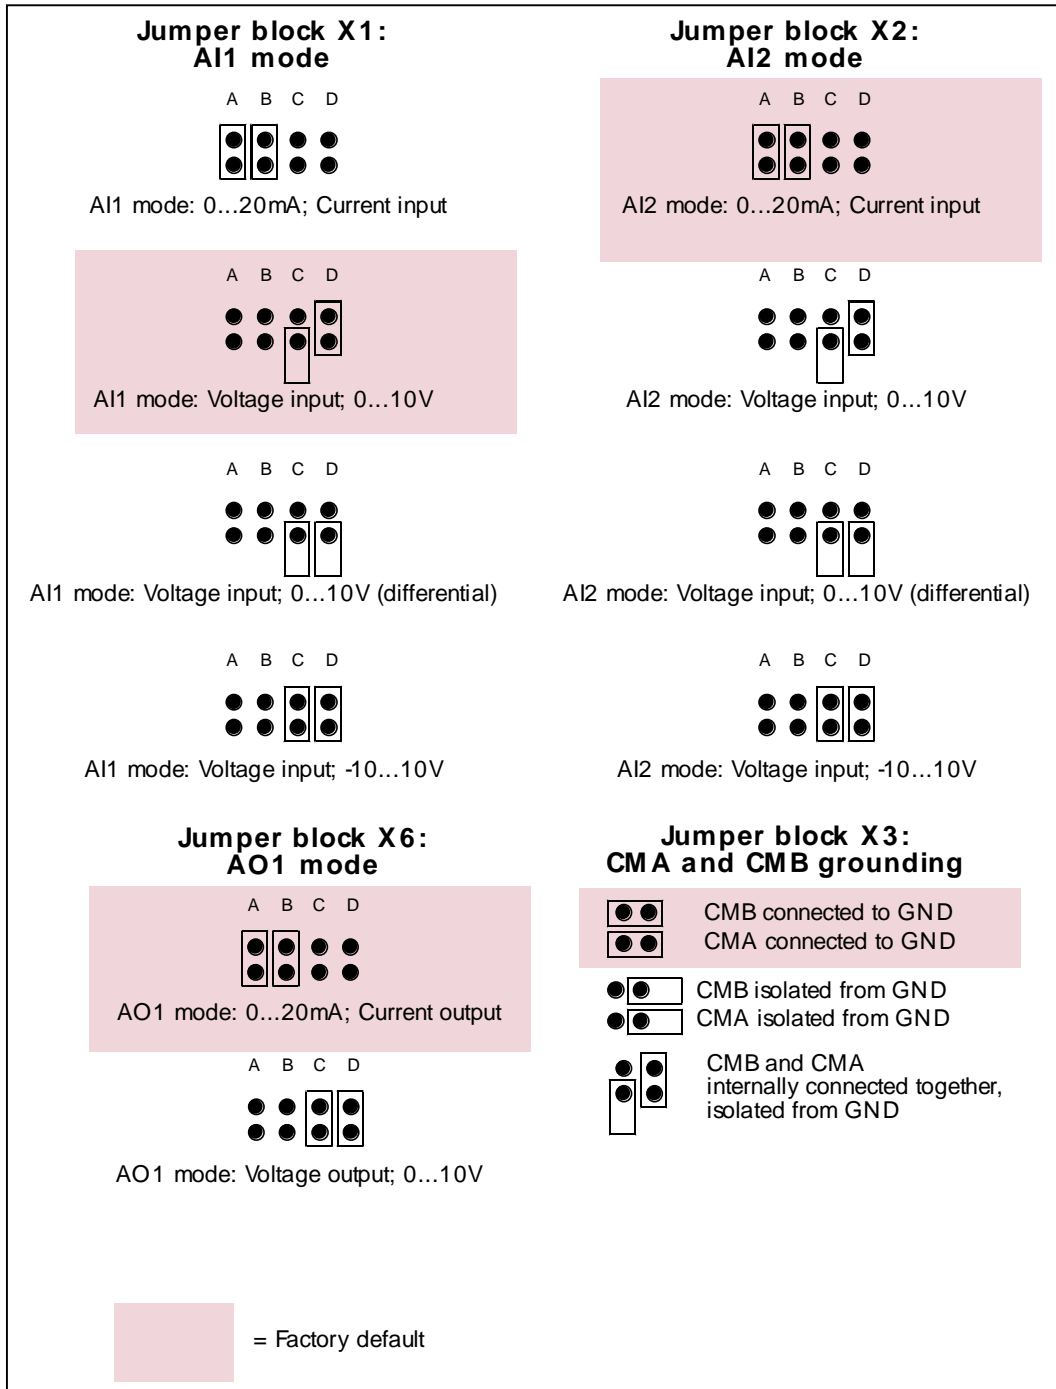 Jumper block X1:
AI1 mode
A B C D
AI1 mode: 0...20mA; Current input
A B C D
AI1 mode: Voltage input; 0...10V
A B C D
AI1 mode: Voltage input; 0...10V (differential)
A B C D
AI1 mode: Voltage input; -10...10V
Jumper block X2:
AI2 mode
A B C D
AI2 mode: 0...20mA; Current input
A B C D
AI2 mode: Voltage input; 0...10V
A B C D
AI2 mode: Voltage input; 0...10V (differential)
A B C D
AI2 mode: Voltage input; -10...10V
Jumper block X6:
AO1 mode
A B C D
AO1 mode: 0...20mA; Current output
A B C D
AO1 mode: Voltage output; 0...10V
Jumper block X3:
CMA and CMB grounding
CMB connected to GND
CMA connected to GND
CMB isolated from GND
CMA isolated from GND
CMB and CMA
internally connected together,
isolated from GND
= Factory default